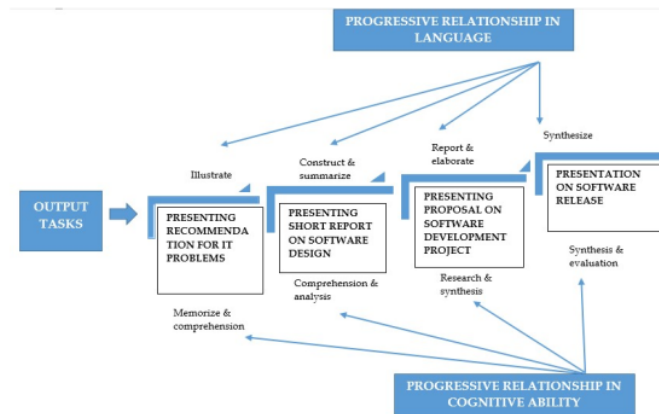 PROGRESSIVE RELATIONSHIP IN
LANGUAGE
Synthesize
Report &
elaborate
Construct &
summarize
Illustrate
OUTPUT
TASKS
PRESENTING
RECOMMENDA
TION FOR IT
PROBLEMS
PRESENTING
SHORT REPORT
ON SOFTWARE
DESIGN
PRESENTING
PROPOSAL ON
SOFTWARE
DEVELOPMENT
PROJECT
PRESENTATION
ON SOFTWARE
RELEASE
Synthesis &
evaluation
Research &
synthesis
Comprehension &
analysis
Memorize &
comprehension
PROGRESSIVE RELATIONSHIP IN
COGNITIVE ABILITY